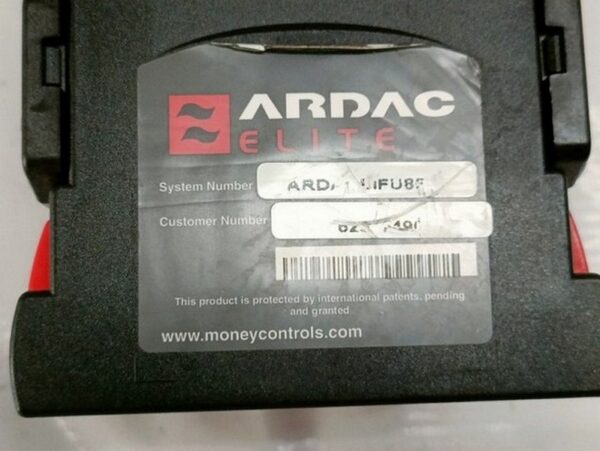 ARDAC
ELITE
System Number
Customer Number
This product is protected by international patents, pending
and granted
www.moneycontrols.com